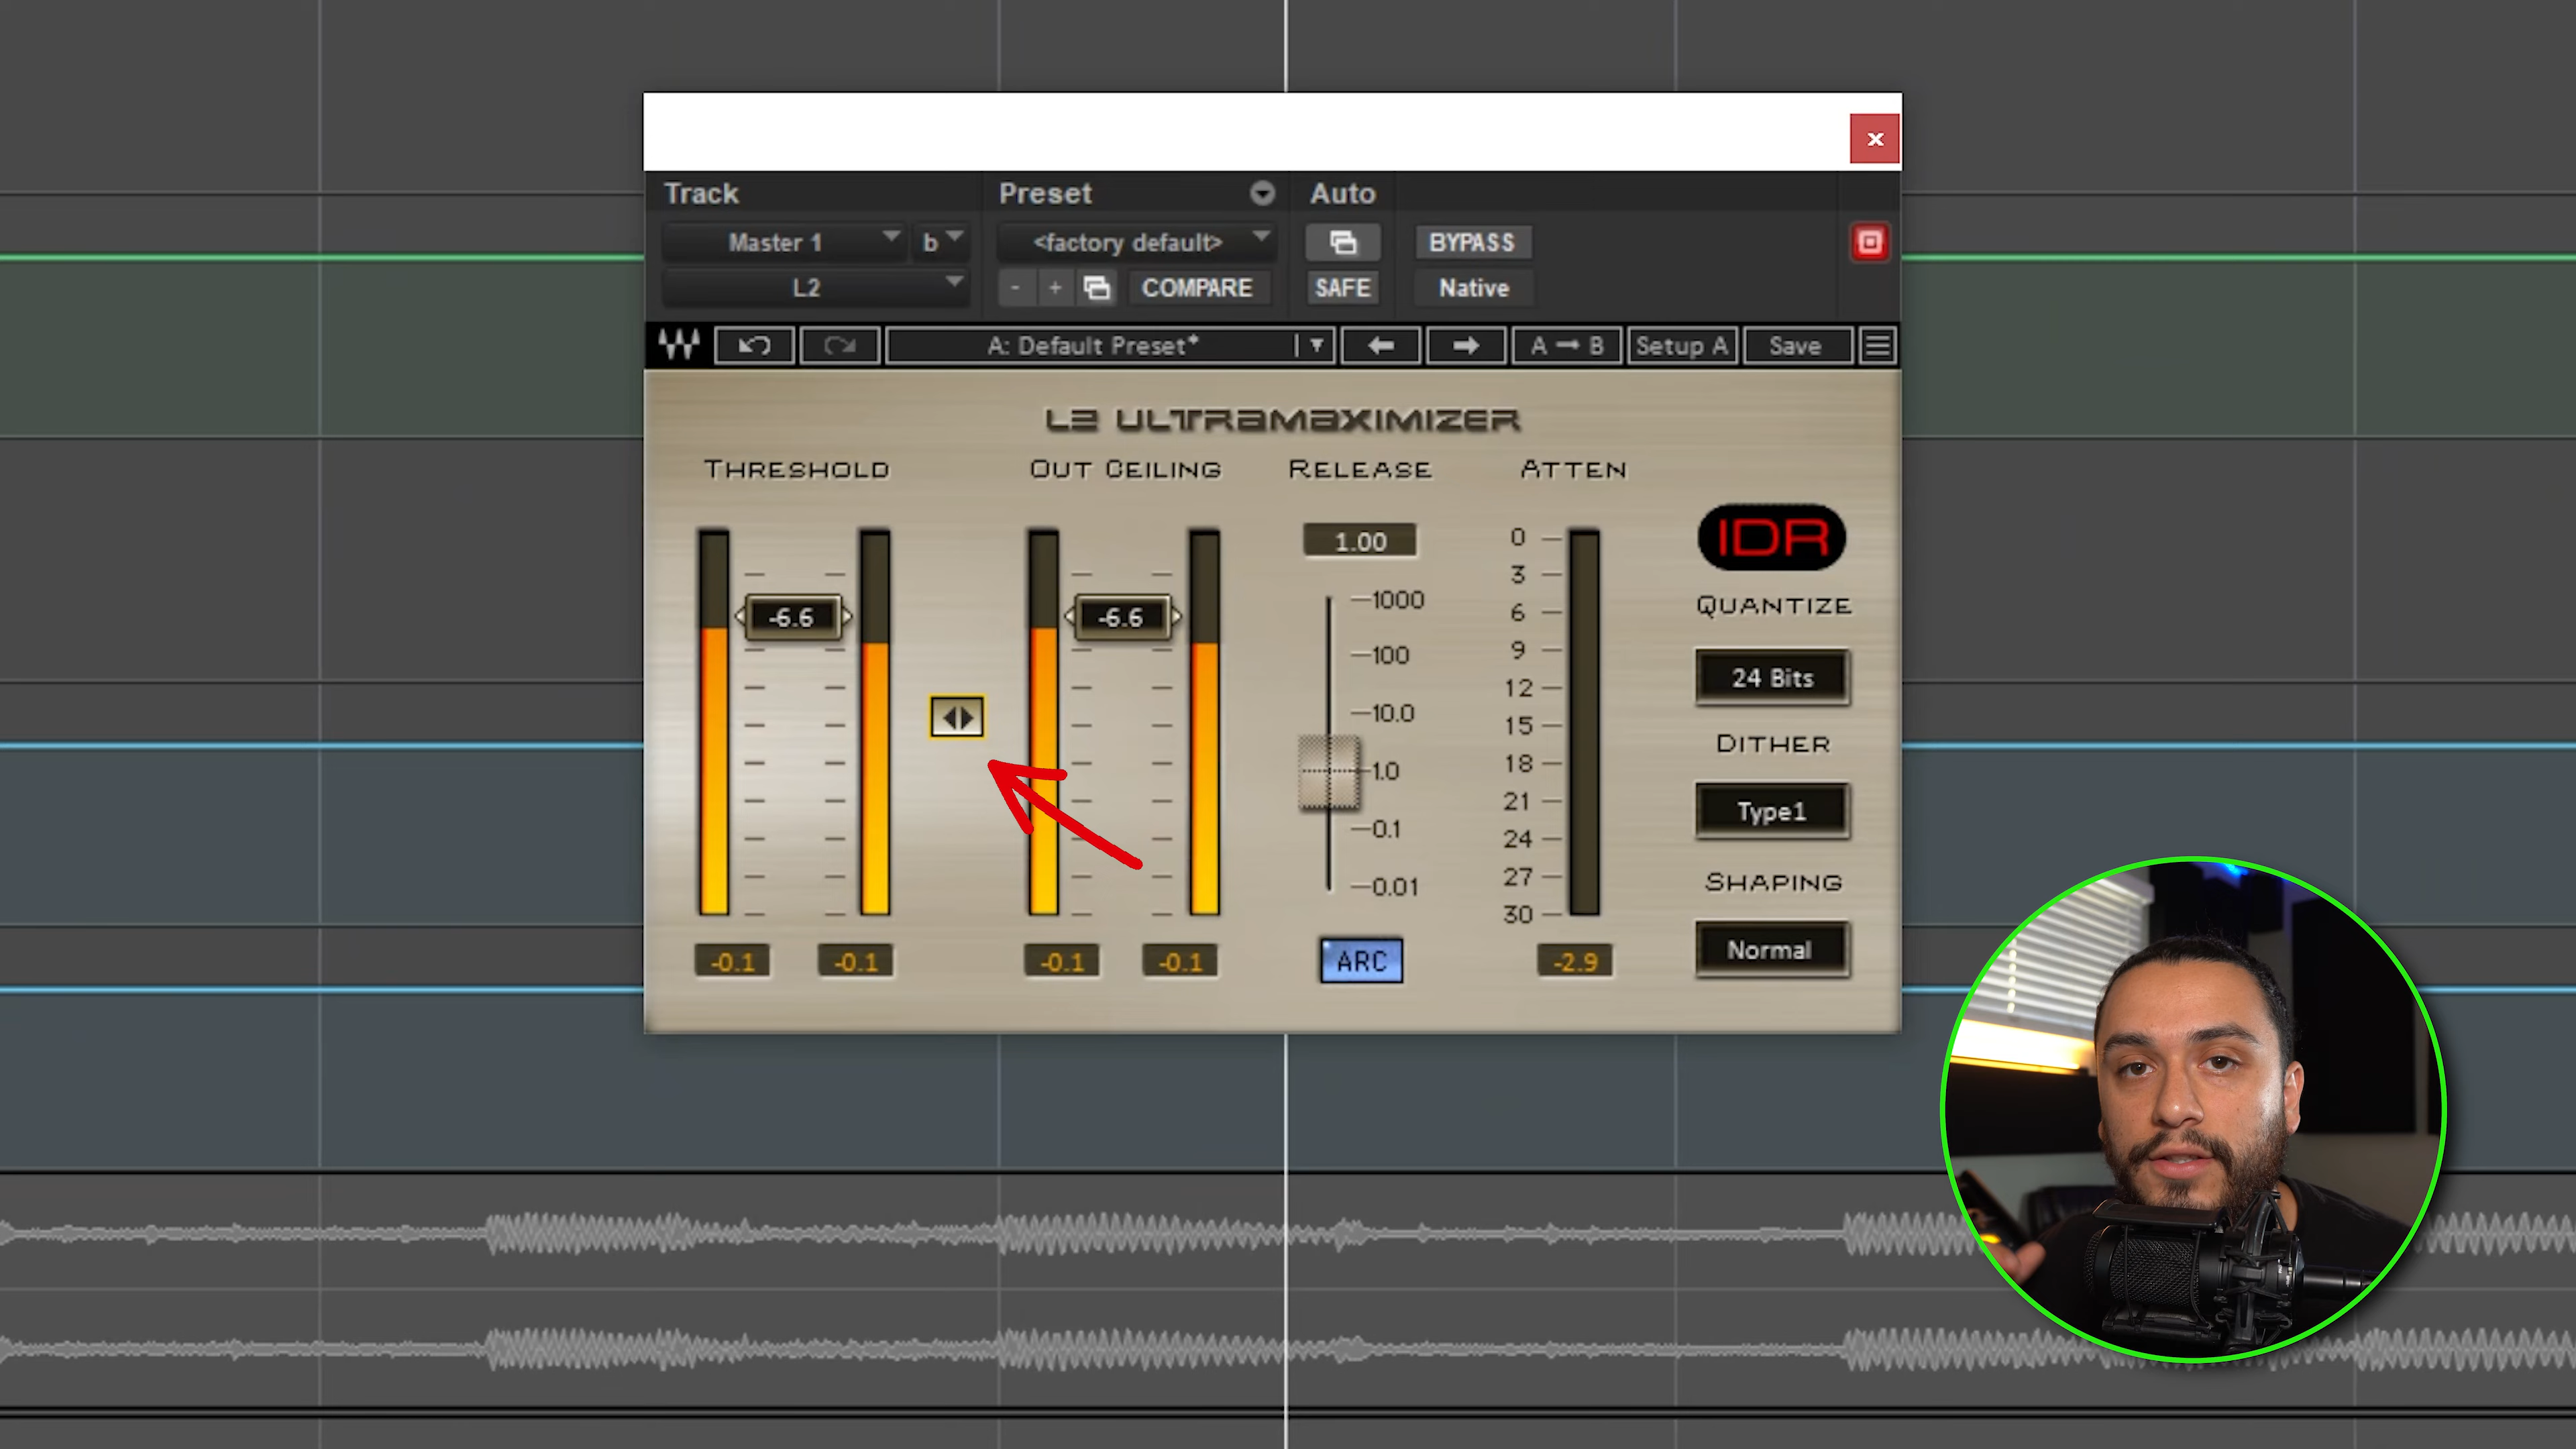 x
Track
Preset
Auto
Master 1
b
<factory default>
BYPASS
L2
-
+
COMPARE
SAFE
Native
A: Default Preset*
A → B
Setup A
Save
L2 ULTRAMAXIMIZER
THRESHOLD
OUT CEILING
RELEASE
ATTEN
-6.6
-6.6
1.00
1000
100
10.0
1.0
0.1
0.01
0
3
6
9
12
15
18
21
24
27
30
IDR
QUANTIZE
24 Bits
DITHER
Type1
SHAPING
Normal
-0.1
-0.1
-0.1
-0.1
ARC
-2.9